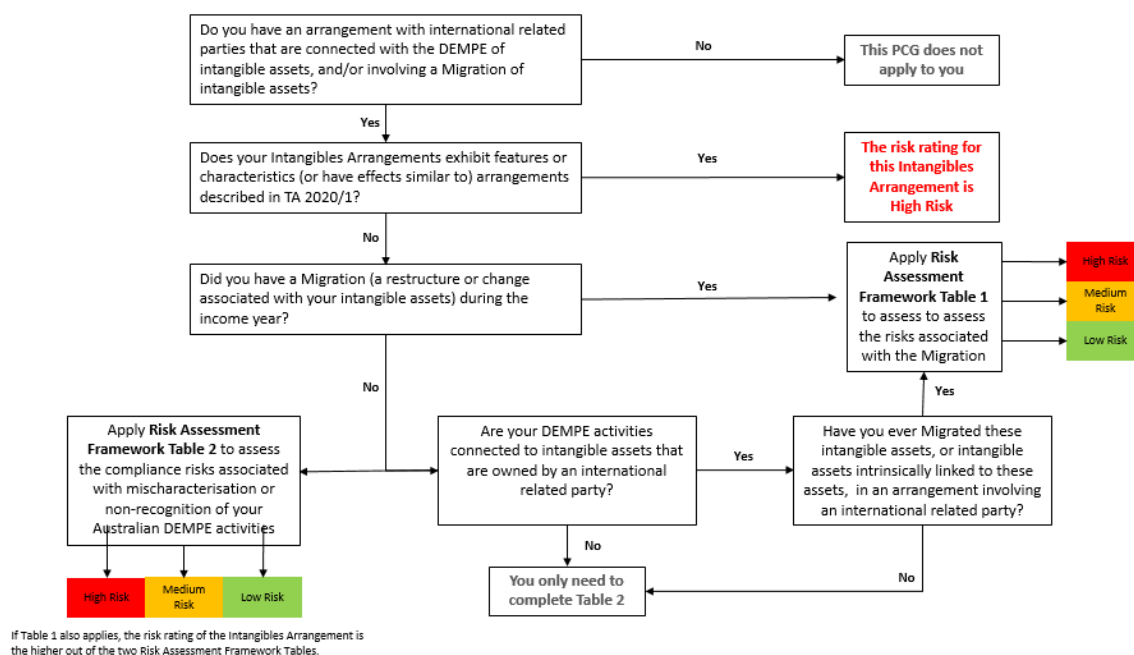 Do you have an arrangement with international related
parties that are connected with the DEMPE of
intangible assets, and/or involving a Migration of
intangible assets?
No
This PCG does not
apply to you
Yes
Does your Intangibles Arrangements exhibit features or
characteristics (or have effects similar to) arrangements
described in TA 2020/1?
Yes
The risk rating for
this Intangibles
Arrangement is
High Risk
No
Did you have a Migration (a restructure or change
associated with your intangible assets) during the
income year?
Yes
Apply Risk
Assessment
Framework Table 1
to assess to assess
the risks associated
with the Migration
High Risk
Medium
Risk
Low Risk
No
Yes
Apply Risk Assessment
Framework Table 2 to assess
the compliance risks associated
with mischaracterisation or
non-recognition of your
Australian DEMPE activities
Are your DEMPE activities
connected to intangible assets that
are owned by an international
related party?
Yes
Have you ever Migrated these
intangible assets, or intangible
assets intrinsically linked to these
assets, in an arrangement involving
an international related party?
No
No
You only need to
complete Table 2
High Risk
Medium
Risk
Low Risk
If Table 1 also applies, the risk rating of the Intangibles Arrangement is
the higher out of the two Risk Assessment Framework Tables.